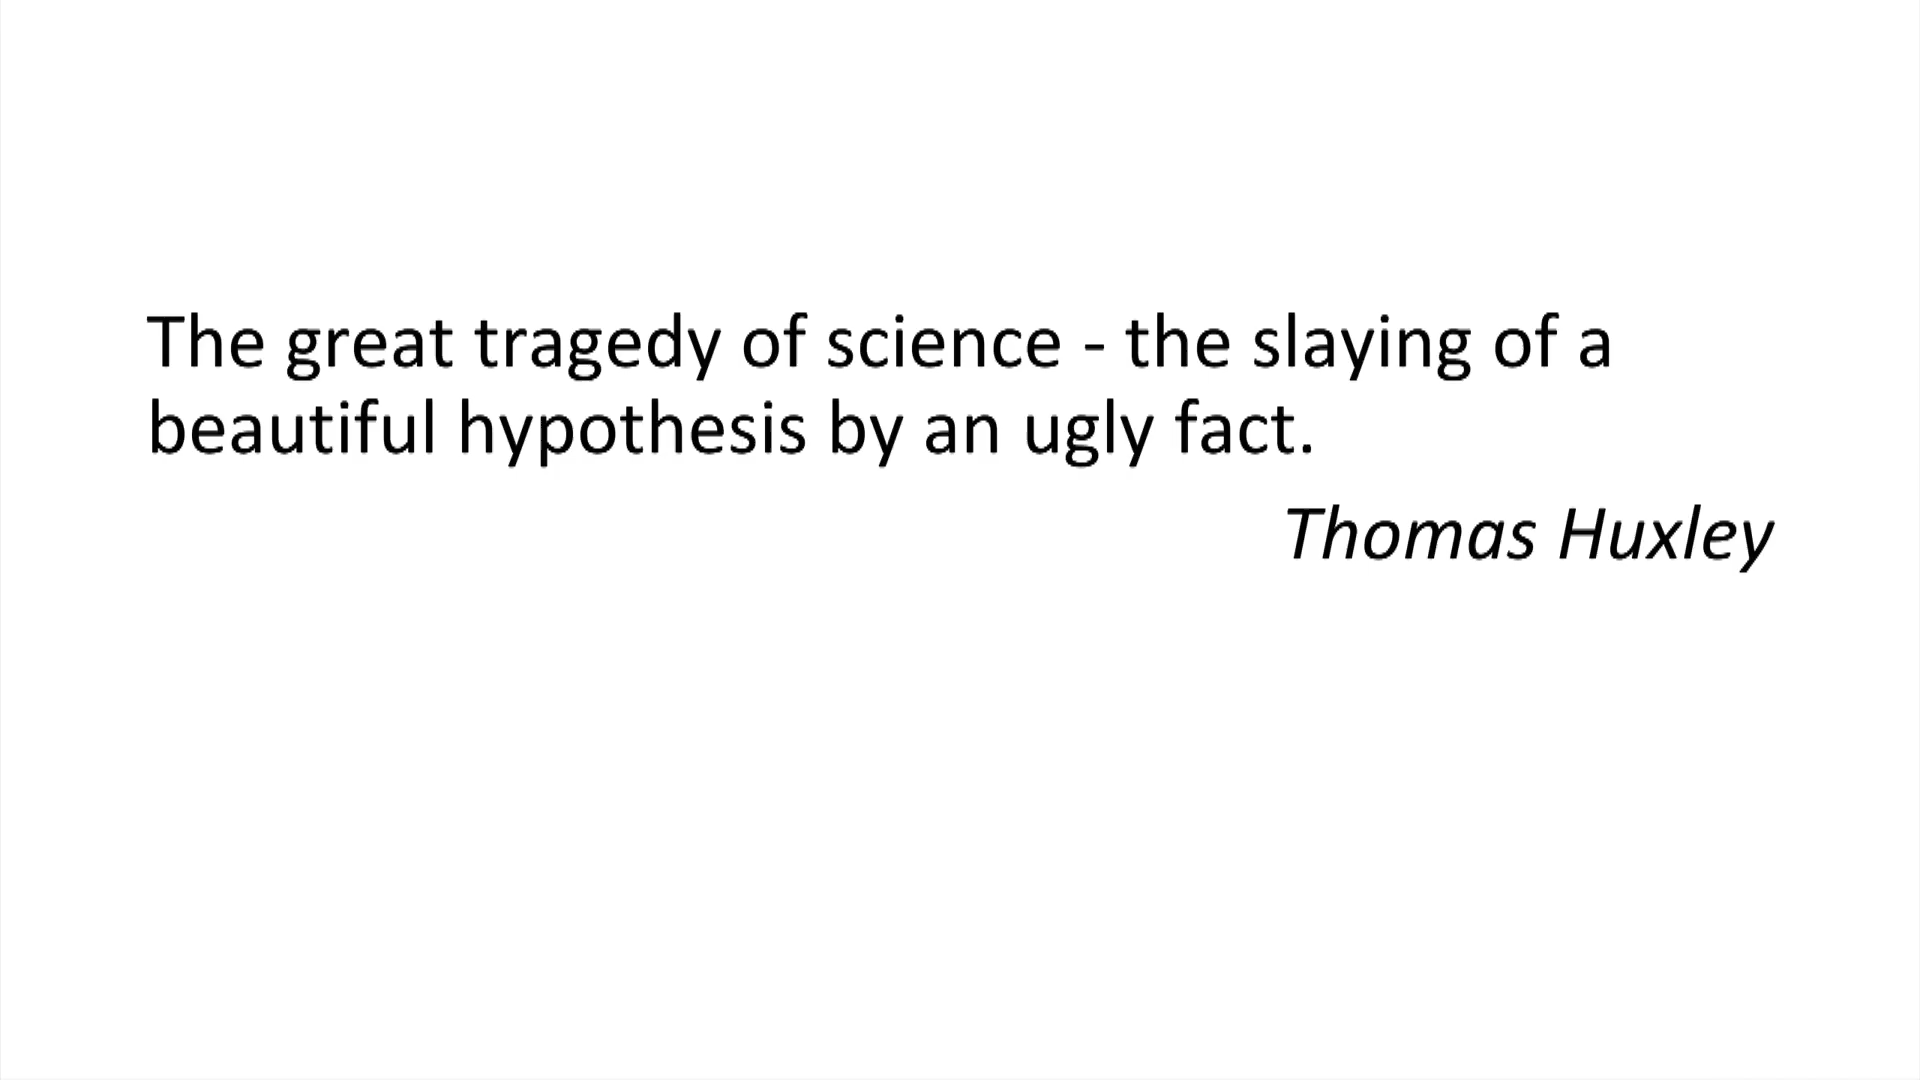 The great tragedy of science - the slaying of a
beautiful hypothesis by an ugly fact.
Thomas Huxley